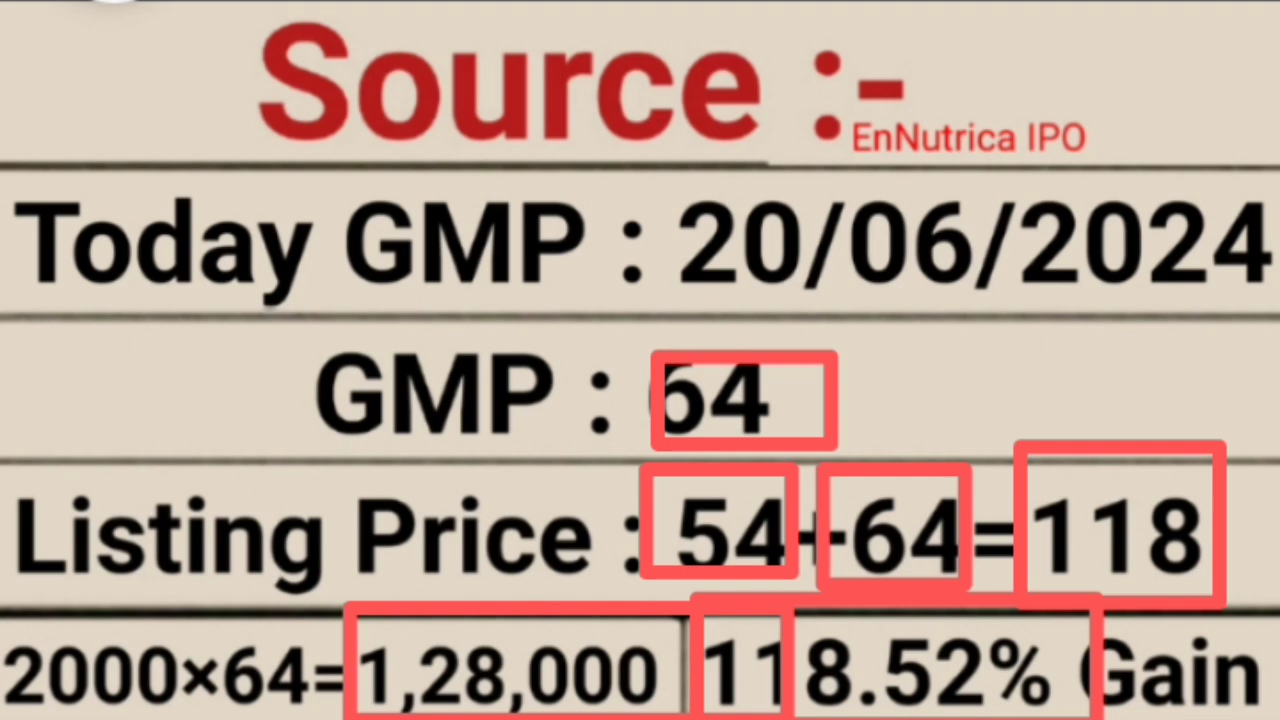 Source :-
EnNutrica IPO
Today GMP : 20/06/2024
GMP : 64
Listing Price : 54+64=118
2000×64=1,28,000 118.52% Gain